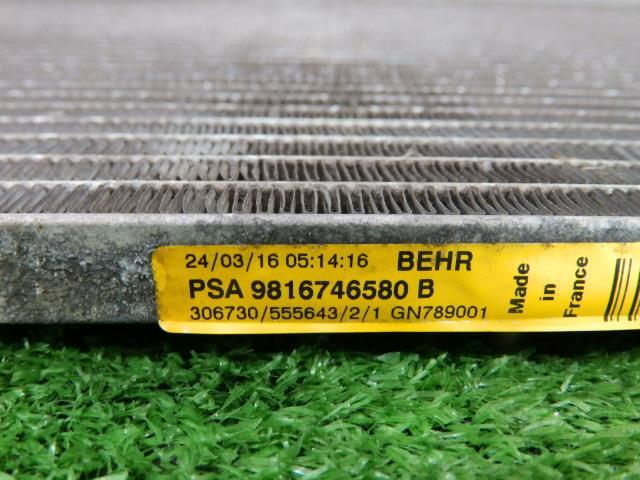 24/03/16 05:14:16 BEHR
PSA 9816746580 B
306730/555643/2/1 GN789001
Made
in
France